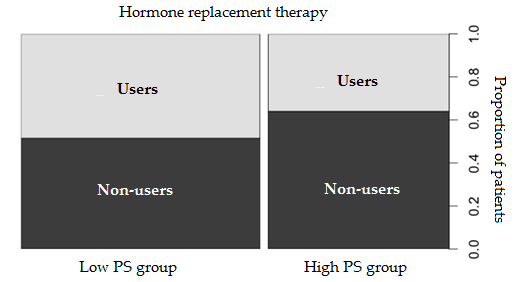 Hormone replacement therapy
Users
Users
Non-users
Non-users
Low PS group
High PS group
0.0
0.2
0.4
0.6
0.8
1.0
Proportion of patients